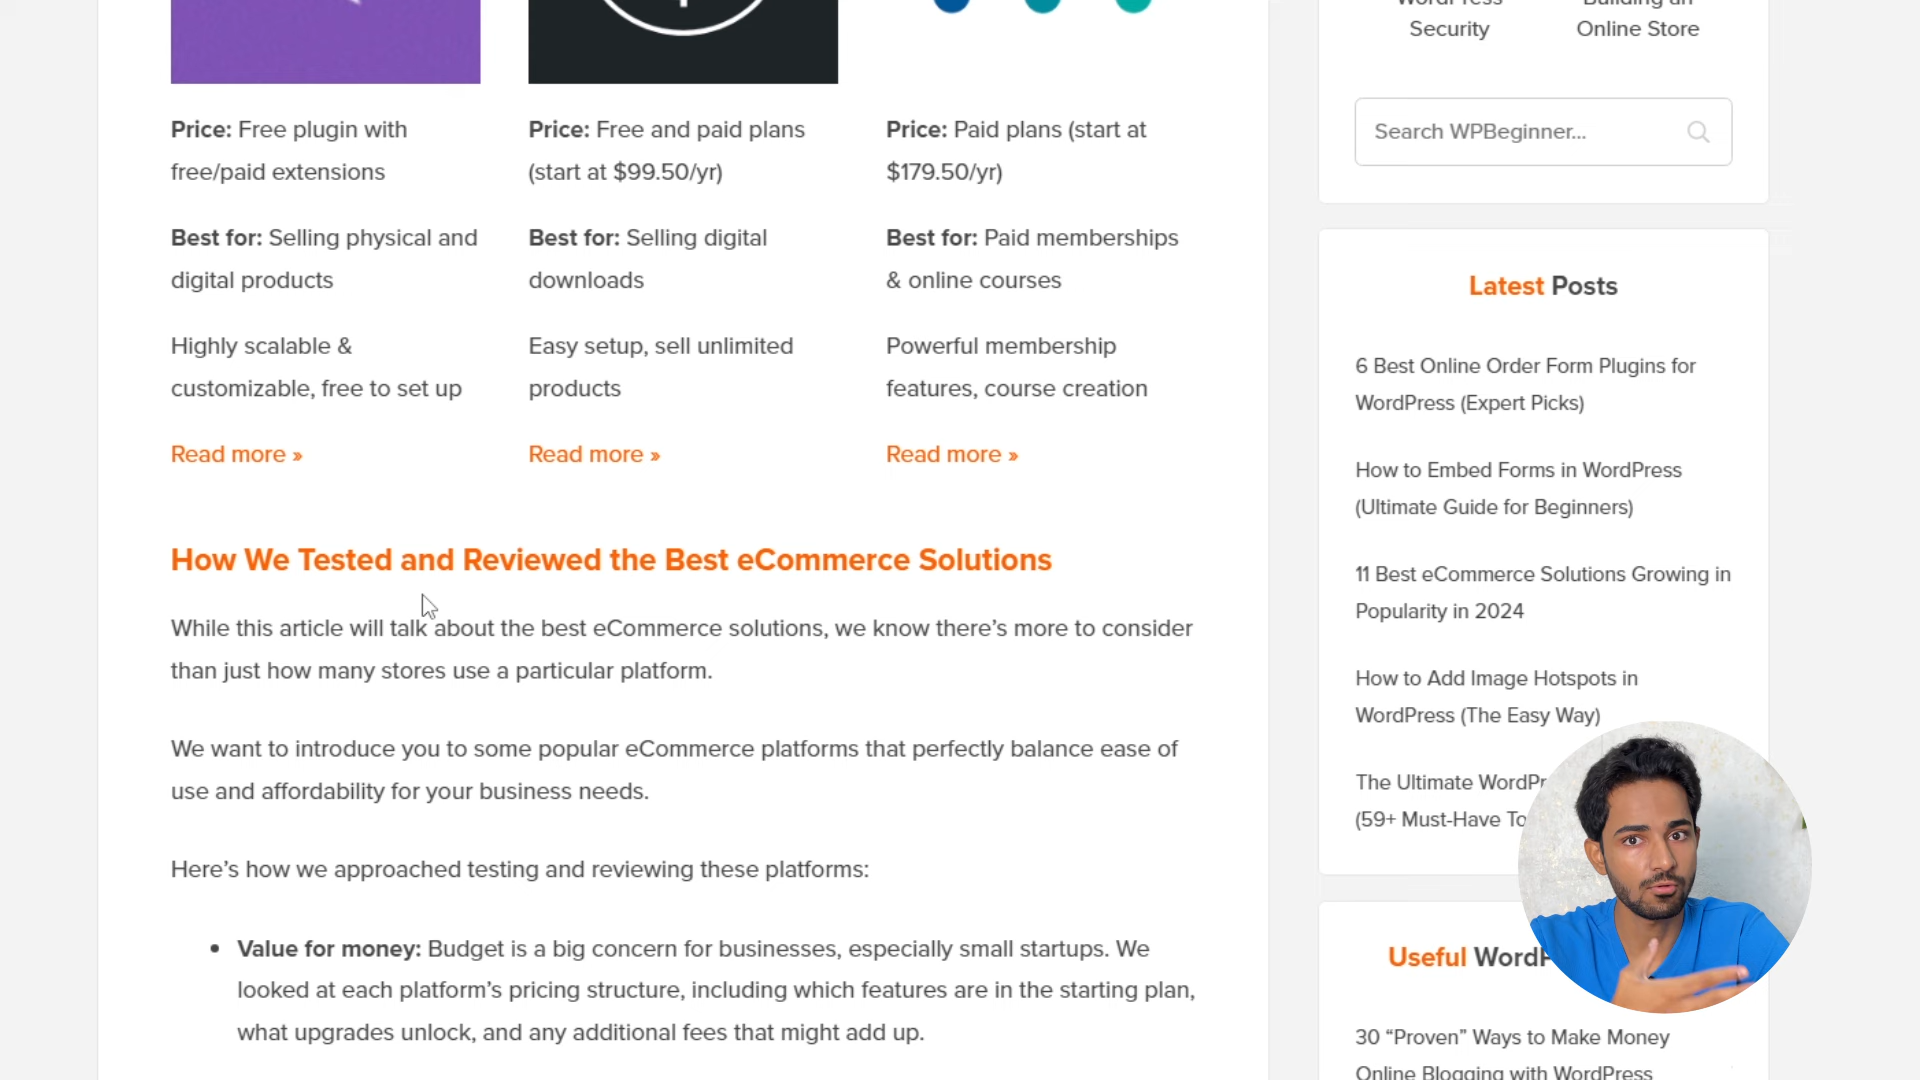 Price: Free plugin with
free/paid extensions
Best for: Selling physical and
digital products
Highly scalable &
customizable, free to set up
Read more »
Price: Free and paid plans
(start at $99.50/yr)
Best for: Selling digital
downloads
Easy setup, sell unlimited
products
Read more »
Price: Paid plans (start at
$179.50/yr)
Best for: Paid memberships
& online courses
Powerful membership
features, course creation
Read more »
How We Tested and Reviewed the Best eCommerce Solutions
While this article will talk about the best eCommerce solutions, we know there’s more to consider
than just how many stores use a particular platform.
We want to introduce you to some popular eCommerce platforms that perfectly balance ease of
use and affordability for your business needs.
Here’s how we approached testing and reviewing these platforms:
• Value for money: Budget is a big concern for businesses, especially small startups. We
looked at each platform’s pricing structure, including which features are in the starting plan,
what upgrades unlock, and any additional fees that might add up.
WordPress
Security
Building an
Online Store
Search WPBeginner...
Latest Posts
6 Best Online Order Form Plugins for
WordPress (Expert Picks)
How to Embed Forms in WordPress
(Ultimate Guide for Beginners)
11 Best eCommerce Solutions Growing in
Popularity in 2024
How to Add Image Hotspots in
WordPress (The Easy Way)
The Ultimate
(59+ Must-Have
Useful
30 “Proven” Ways to Make Money
Online Blogging with WordPress